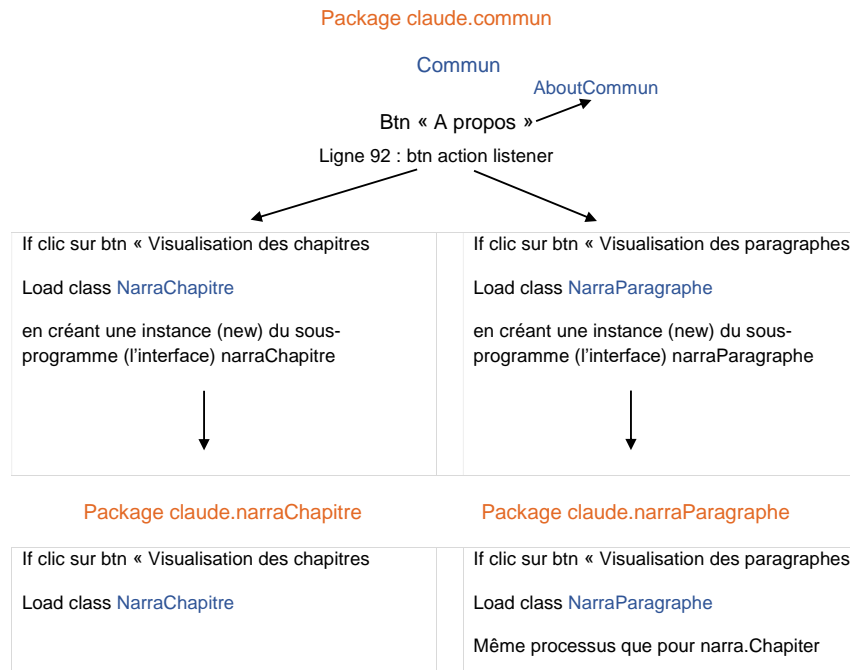 Package claude.commun
Commun
AboutCommun
Btn « A propos »
Ligne 92 : btn action listener
If clic sur btn « Visualisation des chapitres
Load class NarraChapitre
en créant une instance (new) du sous-
programme (l'interface) narraChapitre
If clic sur btn « Visualisation des paragraphes
Load class NarraParagraphe
en créant une instance (new) du sous-
programme (l'interface) narraParagraphe
Package claude.narraChapitre
Package claude.narraParagraphe
If clic sur btn « Visualisation des chapitres
Load class NarraChapitre
If clic sur btn « Visualisation des paragraphes
Load class NarraParagraphe
Même processus que pour narra.Chapiter